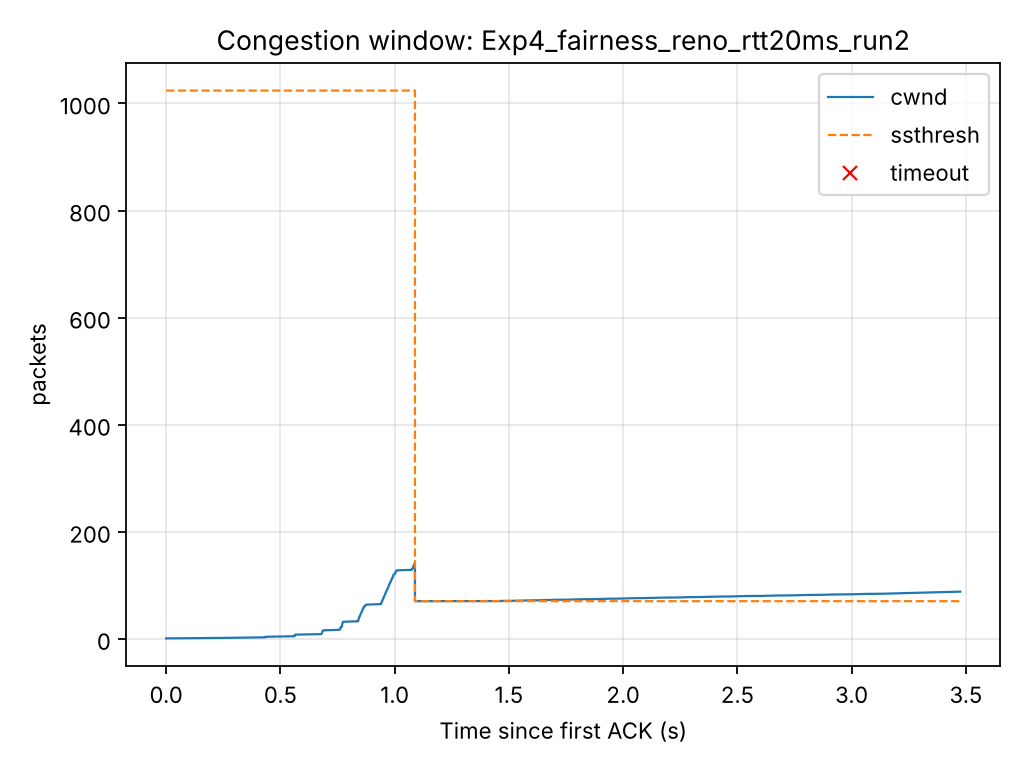 Congestion window: Exp4_fairness_reno_rtt20ms_run2
1000
800
600
400
200
0
packets
cwnd
ssthresh
timeout
0.0 0.5 1.0 1.5 2.0 2.5 3.0 3.5
Time since first ACK (s)